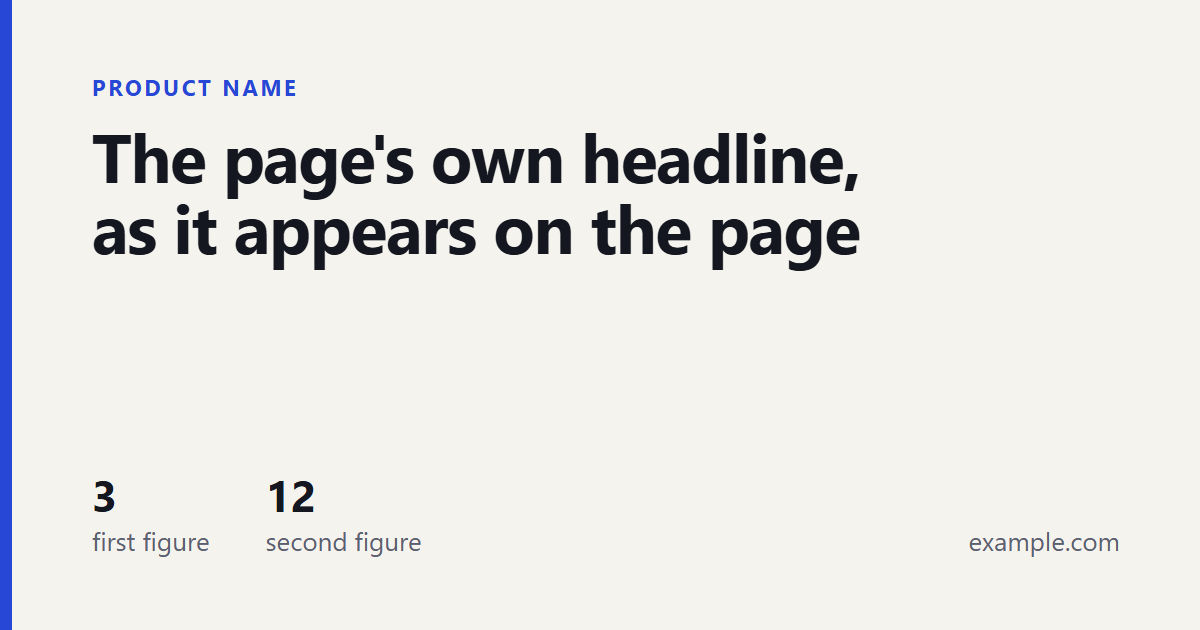 PRODUCT NAME
The page's own headline,
as it appears on the page
3
first figure
12
second figure
example.com